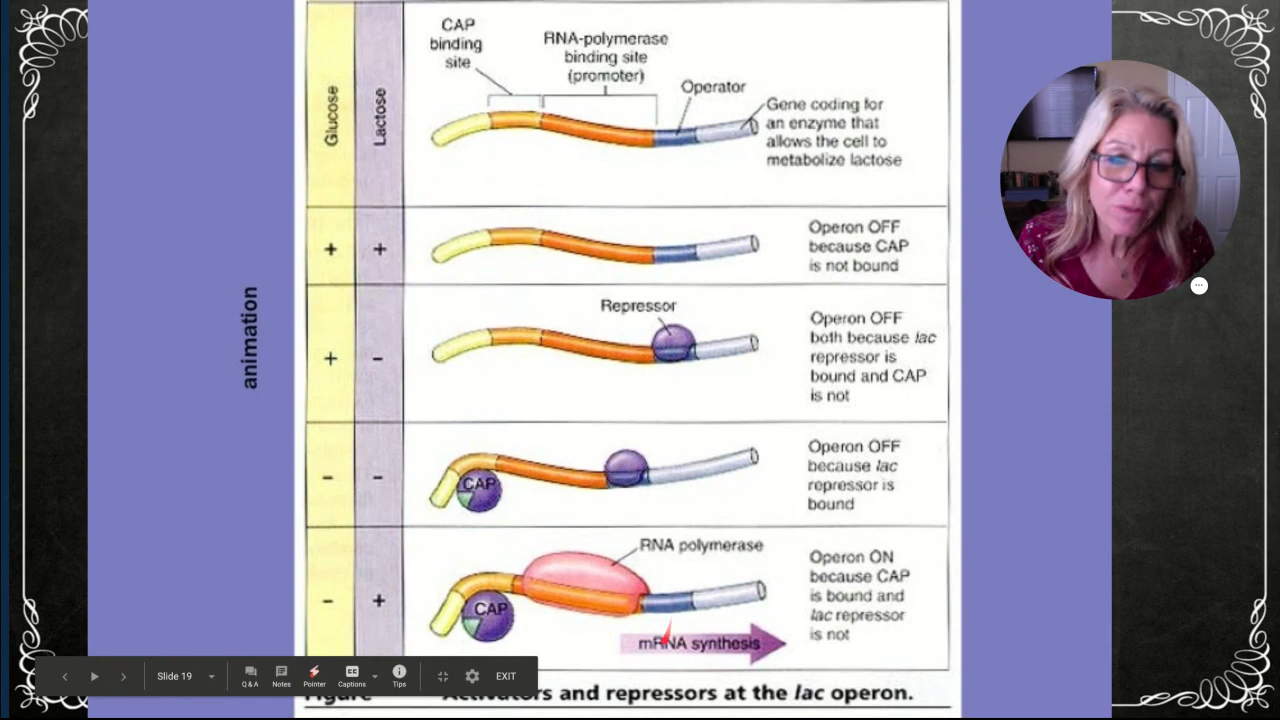 CAP
binding
site
RNA-polymerase
binding site
(promoter)
Operator
Gene coding for
an enzyme that
allows the cell to
metabolize lactose
Glucose
Lactose
+
+
Operon OFF
because CAP
is not bound
animation
Repressor
+
-
Operon OFF
both because lac
repressor is
bound and CAP
is not
-
-
CAP
Operon OFF
because lac
repressor is
bound
RNA polymerase
-
+
CAP
mRNA synthesis
Operon ON
because CAP
is bound and
lac repressor
is not
Slide 19
Q & A
Notes
Pointer
Captions
Tips
EXIT
Figure Activators and repressors at the lac operon.